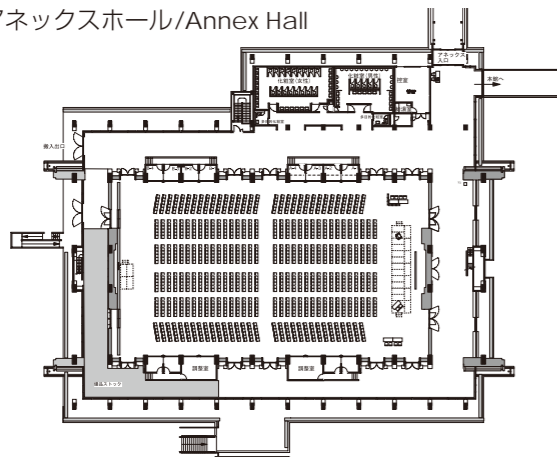 アネックスホール/Annex Hall
アネックス
入口
化粧室(女性)
化粧室(男性)
控室
本館へ
搬入出口
調整室
調整室
備品ストック